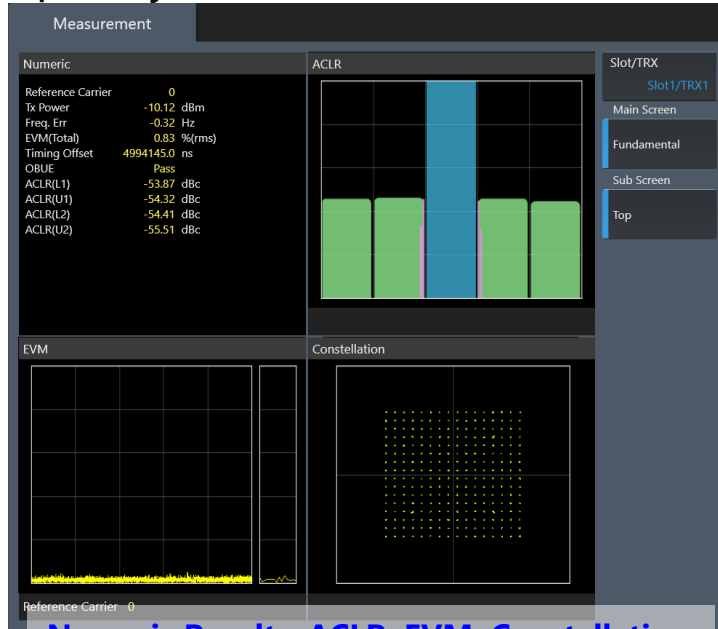 Measurement
Numeric
Reference Carrier 0
Tx Power -10.12 dBm
Freq. Err -0.32 Hz
EVM(Total) 0.83 %(rms)
Timing Offset 4994145.0 ns
OBUE Pass
ACLR(L1) -53.87 dBc
ACLR(U1) -54.32 dBc
ACLR(L2) -54.41 dBc
ACLR(U2) -55.51 dBc
ACLR
Slot/TRX
Slot1/TRX1
Main Screen
Fundamental
Sub Screen
Top
EVM
Reference Carrier 0
Constellation